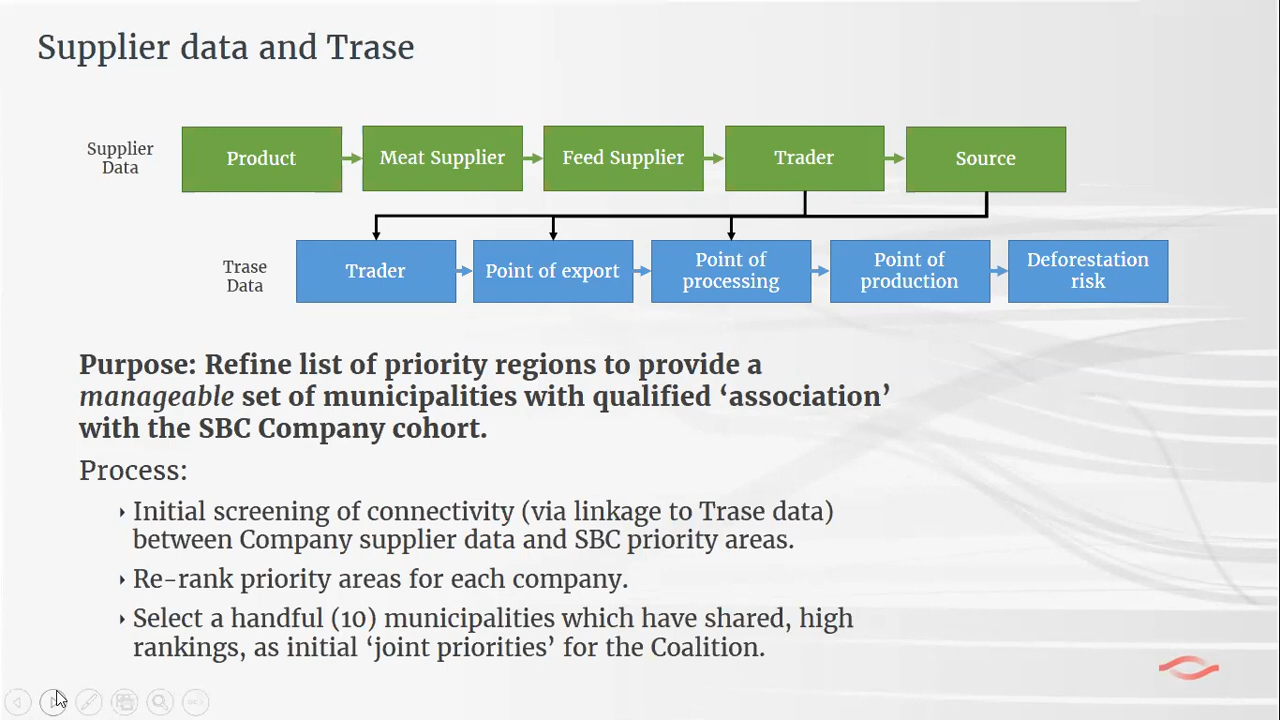 Supplier data and Trase
Supplier
Data
Product
Meat Supplier
Feed Supplier
Trader
Source
Trase
Data
Trader
Point of export
Point of
processing
Point of
production
Deforestation
risk
Purpose: Refine list of priority regions to provide a
manageable set of municipalities with qualified ‘association’
with the SBC Company cohort.
Process:
Initial screening of connectivity (via linkage to Trase data)
between Company supplier data and SBC priority areas.
Re-rank priority areas for each company.
Select a handful (10) municipalities which have shared, high
rankings, as initial ‘joint priorities’ for the Coalition.